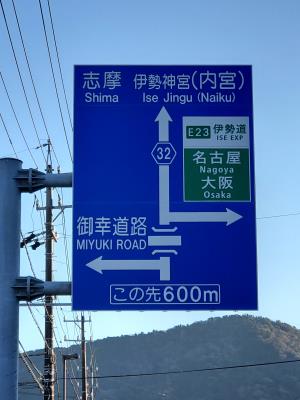 志摩 伊勢神宮(内宮)
Shima Ise Jingu (Naiku)
E23 伊勢道
ISE EXP
32
名古屋
Nagoya
大阪
Osaka
御幸道路
MIYUKI ROAD
この先600m